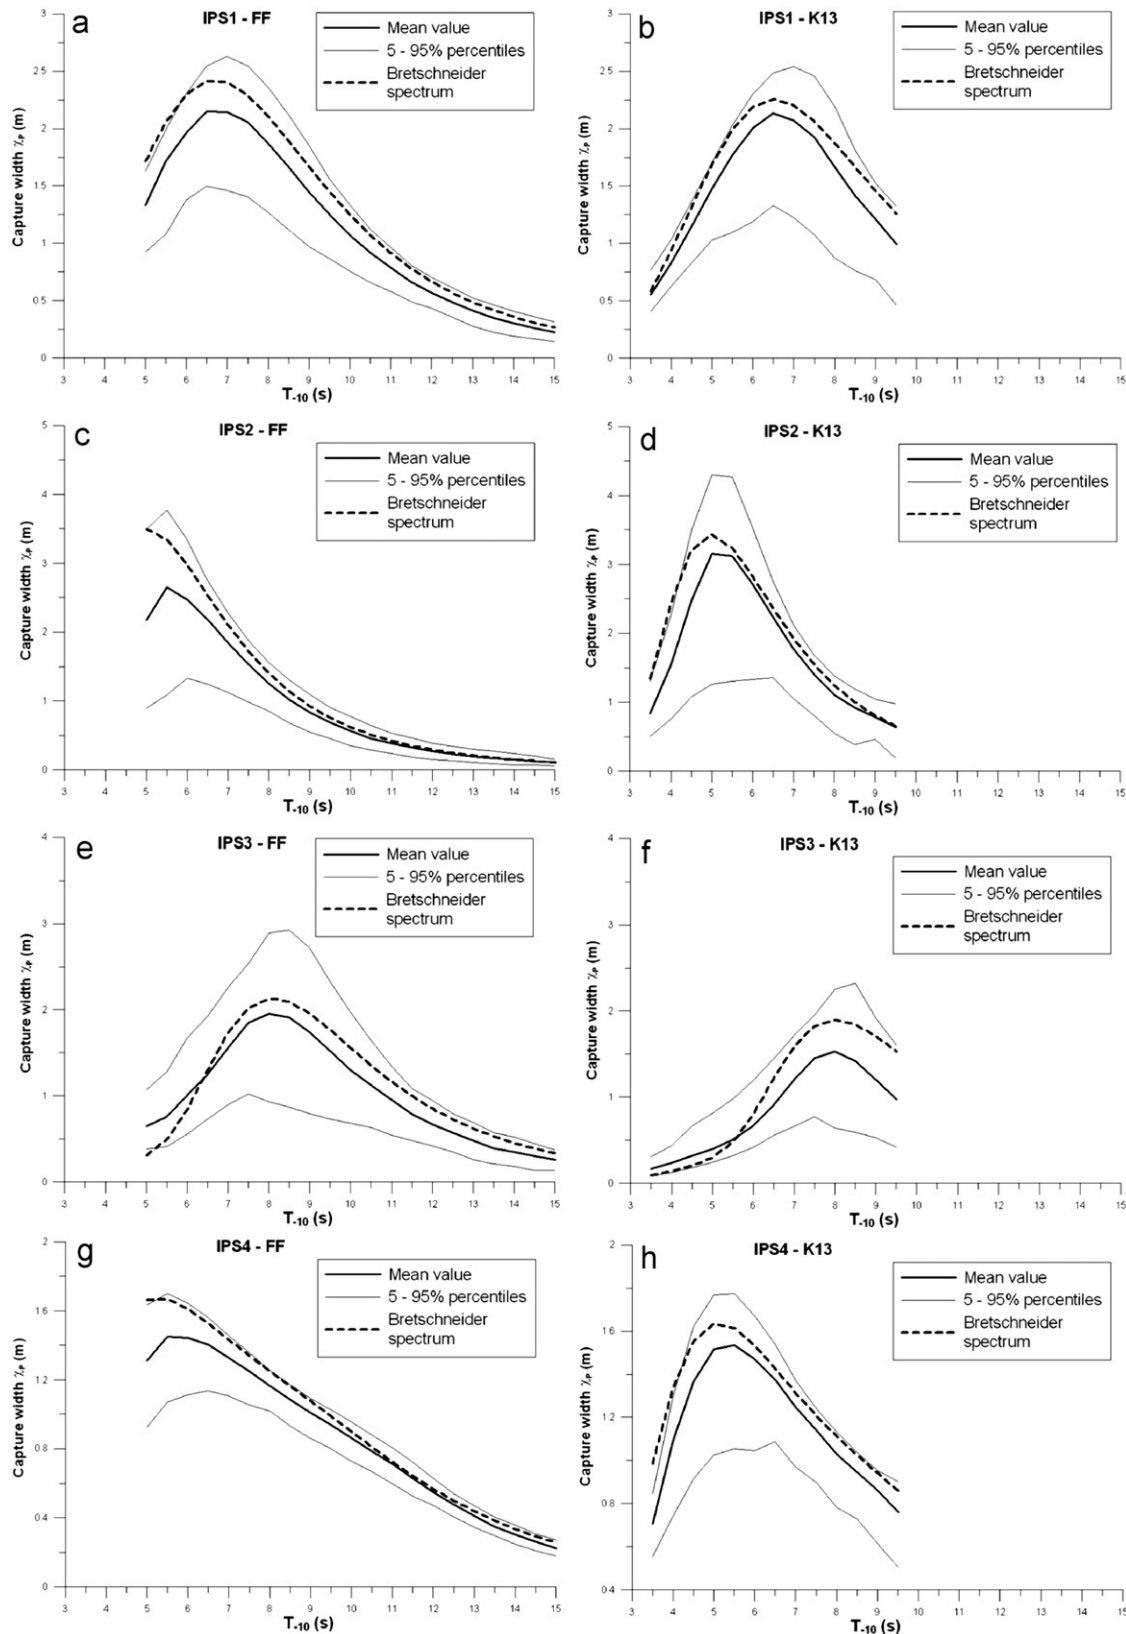 a
IPS1 - FF
Mean value
5 - 95% percentiles
Bretschneider
spectrum
Capture width χP (m)
3
2.5
2
1.5
1
0.5
0
3 4 5 6 7 8 9 10 11 12 13 14 15
T-10 (s)
b
IPS1 - K13
Mean value
5 - 95% percentiles
Bretschneider
spectrum
Capture width χP (m)
3
2.5
2
1.5
1
0.5
0
3 4 5 6 7 8 9 10 11 12 13 14 15
T-10 (s)
c
IPS2 - FF
Mean value
5 - 95% percentiles
Bretschneider
spectrum
Capture width χP (m)
5
4
3
2
1
0
3 4 5 6 7 8 9 10 11 12 13 14 15
T-10 (s)
d
IPS2 - K13
Mean value
5 - 95% percentiles
Bretschneider
spectrum
Capture width χP (m)
5
4
3
2
1
0
3 4 5 6 7 8 9 10 11 12 13 14 15
T-10 (s)
e
IPS3 - FF
Mean value
5 - 95% percentiles
Bretschneider
spectrum
Capture width χP (m)
4
3
2
1
0
3 4 5 6 7 8 9 10 11 12 13 14 15
T-10 (s)
f
IPS3 - K13
Mean value
5 - 95% percentiles
Bretschneider
spectrum
Capture width χP (m)
4
3
2
1
0
3 4 5 6 7 8 9 10 11 12 13 14 15
T-10 (s)
g
IPS4 - FF
Mean value
5 - 95% percentiles
Bretschneider
spectrum
Capture width χP (m)
2
1.6
1.2
0.8
0.4
0
3 4 5 6 7 8 9 10 11 12 13 14 15
T-10 (s)
h
IPS4 - K13
Mean value
5 - 95% percentiles
Bretschneider
spectrum
Capture width χP (m)
2
1.6
1.2
0.8
0.4
3 4 5 6 7 8 9 10 11 12 13 14 15
T-10 (s)